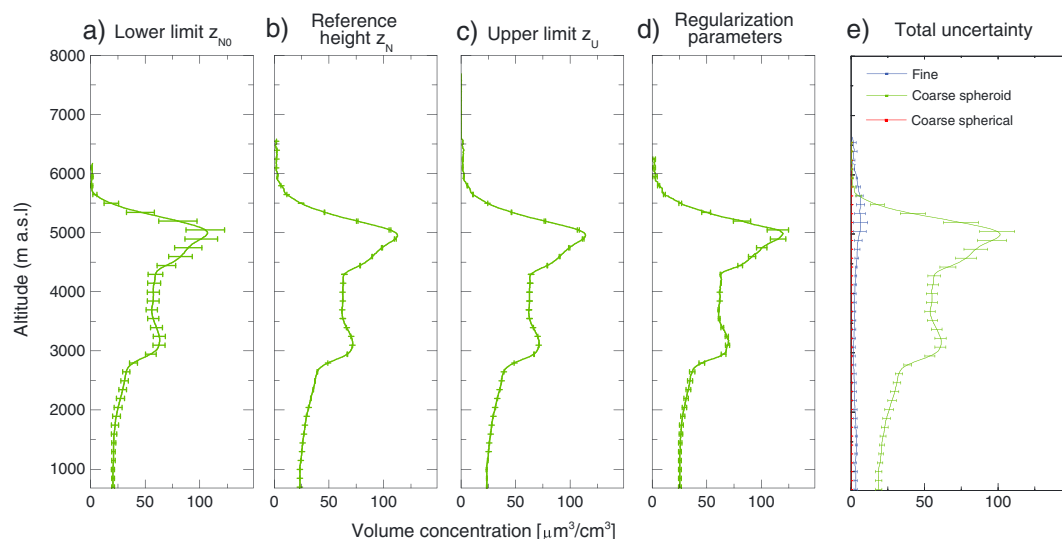 a) Lower limit z_N0
b) Reference height z_N
c) Upper limit z_U
d) Regularization parameters
e) Total uncertainty
Altitude (m a.s.l)
8000
7000
6000
5000
4000
3000
2000
1000
Fine
Coarse spheroid
Coarse spherical
0 50 100 0 50 100 0 50 100 0 50 100 0 50 100
Volume concentration [μm³/cm³]